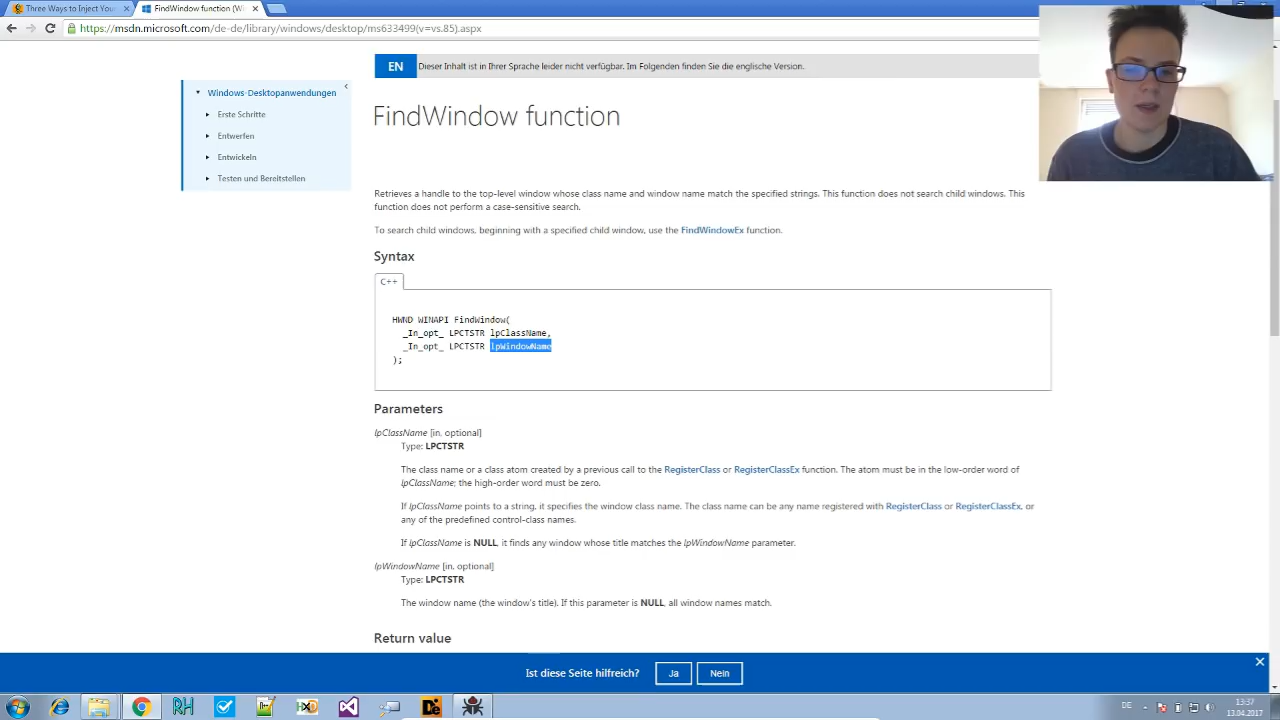 Three Ways to Inject You
FindWindow function (Wi
https://msdn.microsoft.com/de-de/library/windows/desktop/ms633499(v=vs.85).aspx
EN
Dieser Inhalt ist in Ihrer Sprache leider nicht verfügbar. Im Folgenden finden Sie die englische Version.
Windows-Desktopanwendungen
Erste Schritte
Entwerfen
Entwickeln
Testen und Bereitstellen
FindWindow function
Retrieves a handle to the top-level window whose class name and window name match the specified strings. This function does not search child windows. This
function does not perform a case-sensitive search.
To search child windows, beginning with a specified child window, use the FindWindowEx function.
Syntax
C++
HWND WINAPI FindWindow(
_In_opt_ LPCTSTR lpClassName,
_In_opt_ LPCTSTR lpWindowName
);
Parameters
lpClassName [in, optional]
Type: LPCTSTR
The class name or a class atom created by a previous call to the RegisterClass or RegisterClassEx function. The atom must be in the low-order word of
lpClassName; the high-order word must be zero.
If lpClassName points to a string, it specifies the window class name. The class name can be any name registered with RegisterClass or RegisterClassEx, or
any of the predefined control-class names.
If lpClassName is NULL, it finds any window whose title matches the lpWindowName parameter.
lpWindowName [in, optional]
Type: LPCTSTR
The window name (the window's title). If this parameter is NULL, all window names match.
Return value
Ist diese Seite hilfreich?
Ja
Nein
RH
HXD
De
DE
13:37
13.04.2017